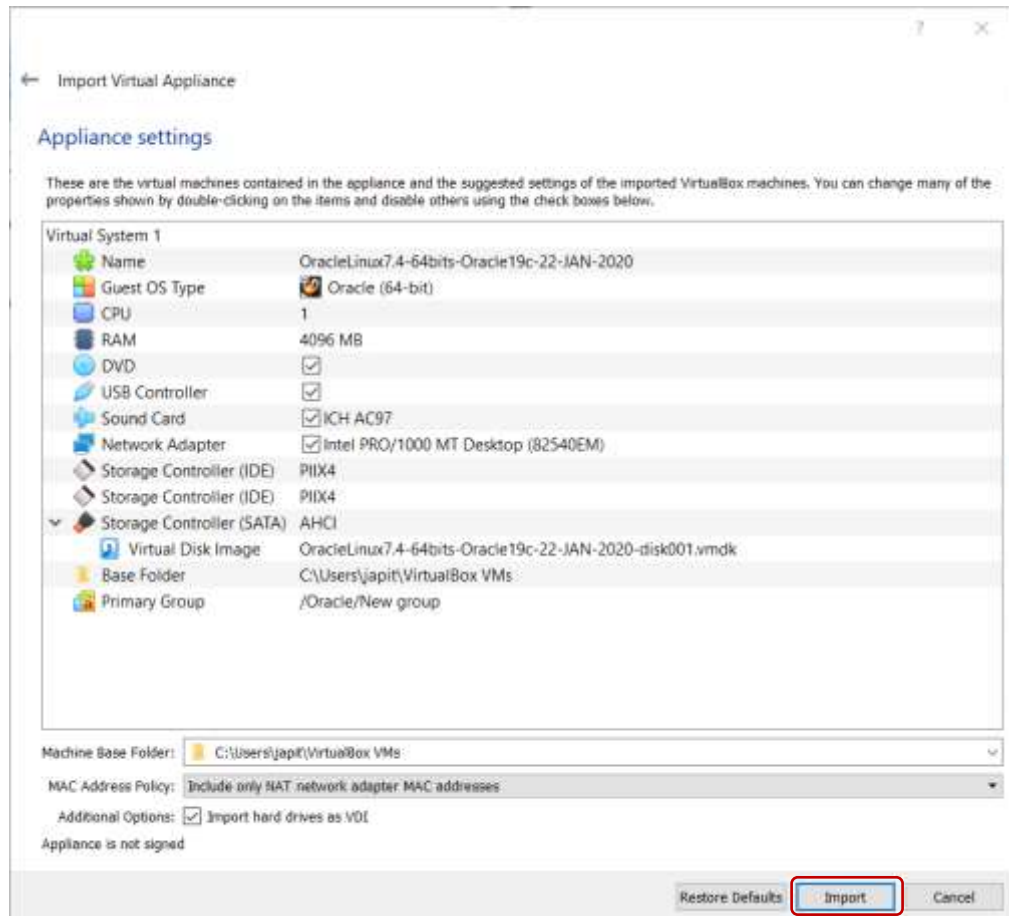 Import Virtual Appliance
Appliance settings
These are the virtual machines contained in the appliance and the suggested settings of the imported VirtualBox machines. You can change many of the
properties shown by double-clicking on the items and disable others using the check boxes below.
Virtual System 1
Name OracleLinux7.4-64bits-Oracle19c-22-JAN-2020
Guest OS Type Oracle (64-bit)
CPU 1
RAM 4096 MB
DVD
USB Controller
Sound Card ICH AC97
Network Adapter Intel PRO/1000 MT Desktop (82540EM)
Storage Controller (IDE) PIIX4
Storage Controller (IDE) PIIX4
Storage Controller (SATA) AHCI
Virtual Disk Image OracleLinux7.4-64bits-Oracle19c-22-JAN-2020-disk001.vmdk
Base Folder C:\Users\japit\VirtualBox VMs
Primary Group /Oracle/New group
Machine Base Folder: C:\Users\japit\VirtualBox VMs
MAC Address Policy: Include only NAT network adapter MAC addresses
Additional Options: Import hard drives as VDI
Appliance is not signed
Restore Defaults Import Cancel